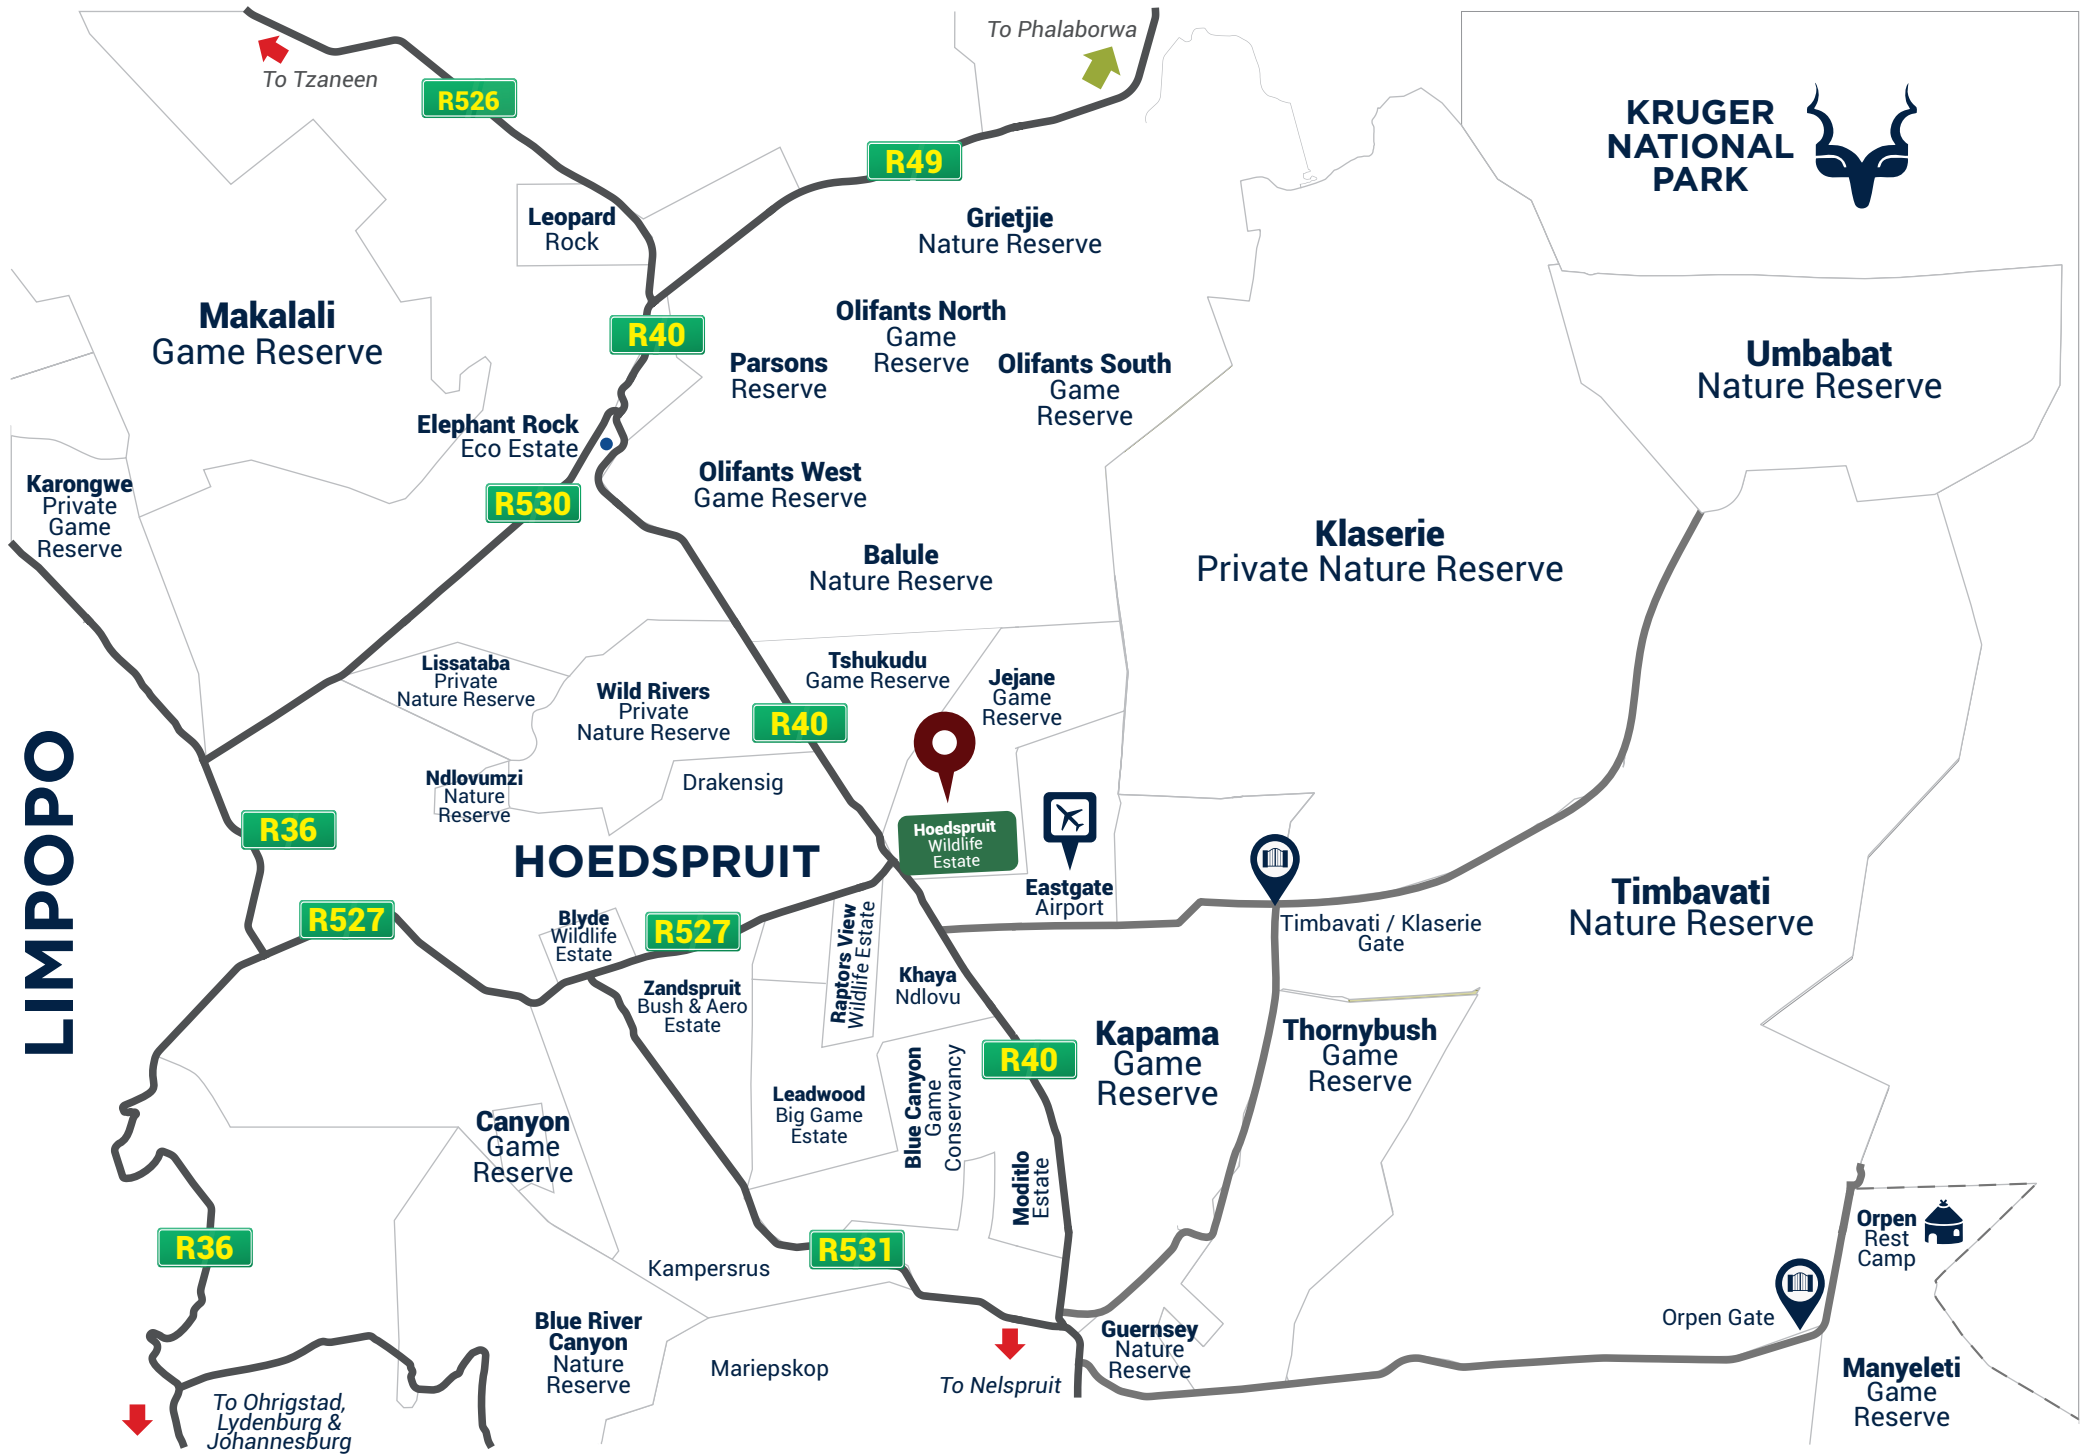 To Phalaborwa
To Tzaneen
R526
KRUGER
NATIONAL
PARK
R49
Leopard
Rock
Grietjie
Nature Reserve
Makalali
Game Reserve
R40
Olifants North
Game
Reserve
Parsons
Reserve
Olifants South
Game
Reserve
Umbabat
Nature Reserve
Elephant Rock
Eco Estate
Karongwe
Private
Game
Reserve
R530
Olifants West
Game Reserve
Klaserie
Private Nature Reserve
Balule
Nature Reserve
Lissataba
Private
Nature Reserve
Wild Rivers
Private
Nature Reserve
Tshukudu
Game Reserve
Jejane
Game
Reserve
R40
Ndlovumzi
Nature
Reserve
Drakensig
LIMPOPO
R36
HOEDSPRUIT
Hoedspruit
Wildlife
Estate
Eastgate
Airport
Timbavati
Nature Reserve
R527
Blyde
Wildlife
Estate
R527
Raptors View
Wildlife Estate
Timbavati / Klaserie
Gate
Zandspruit
Bush & Aero
Estate
Khaya
Ndlovu
Kapama
Game
Reserve
Thornybush
Game
Reserve
R40
Leadwood
Big Game
Estate
Blue Canyon
Game
Conservancy
Canyon
Game
Reserve
Moditlo
Estate
R36
R531
Kampersrus
Orpen
Rest
Camp
Orpen Gate
Blue River
Canyon
Nature
Reserve
Mariepskop
To Nelspruit
Guernsey
Nature
Reserve
Manyeleti
Game
Reserve
To Ohrigstad,
Lydenburg &
Johannesburg